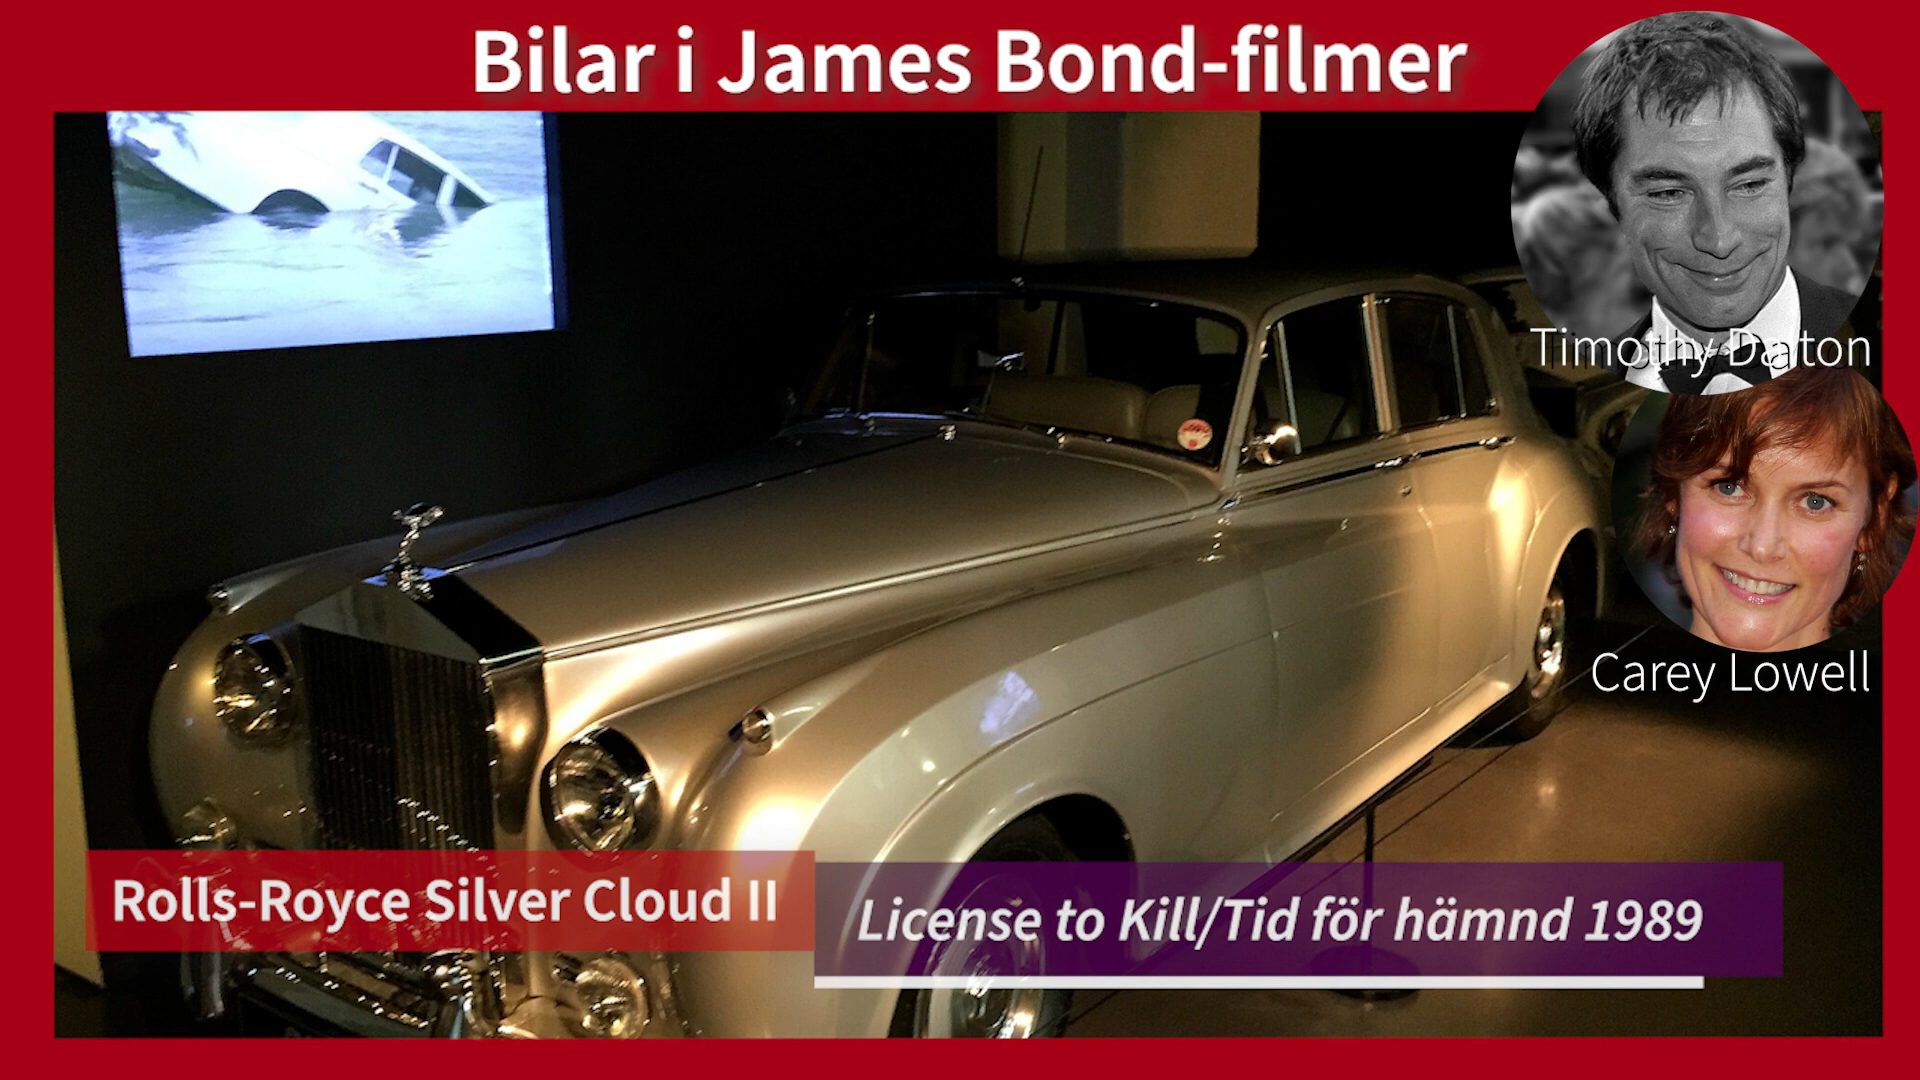 Bilar i James Bond-filmer
Timothy Dalton
Carey Lowell
Rolls-Royce Silver Cloud II
License to Kill/Tid för hämnd 1989